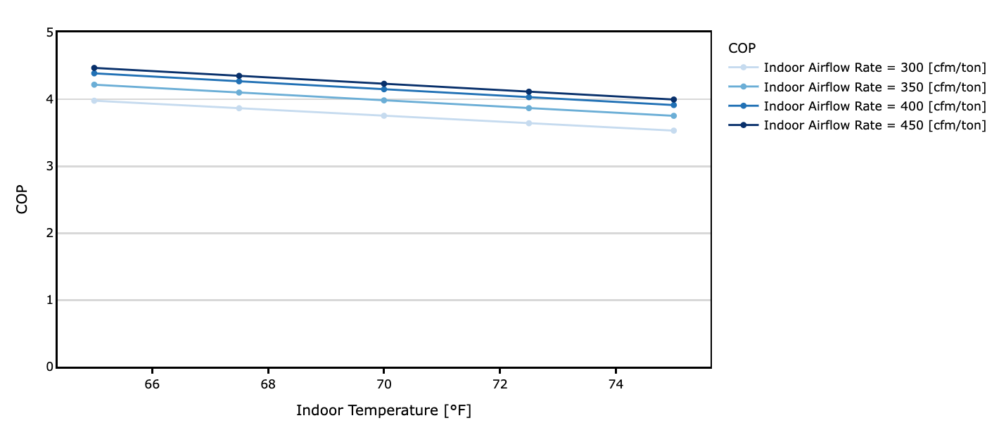 COP
Indoor Airflow Rate = 300 [cfm/ton]
Indoor Airflow Rate = 350 [cfm/ton]
Indoor Airflow Rate = 400 [cfm/ton]
Indoor Airflow Rate = 450 [cfm/ton]
5
4
3
2
1
0
COP
66 68 70 72 74
Indoor Temperature [°F]